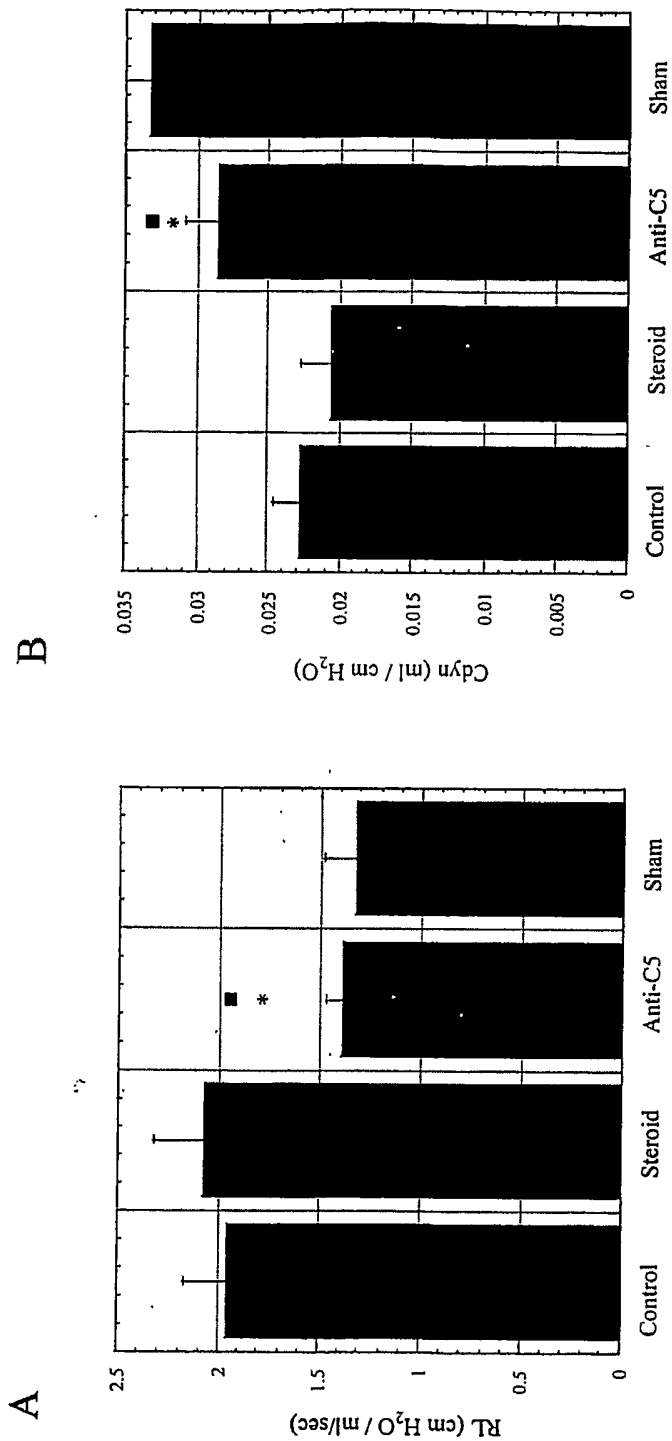 A
RL (cm H₂O / ml/sec)
2.5
2
1.5
1
0.5
0
■
*
Control
Steroid
Anti-C5
Sham
B
Cdyn (ml / cm H₂O)
0.035
0.03
0.025
0.02
0.015
0.01
0.005
0
■
*
Control
Steroid
Anti-C5
Sham